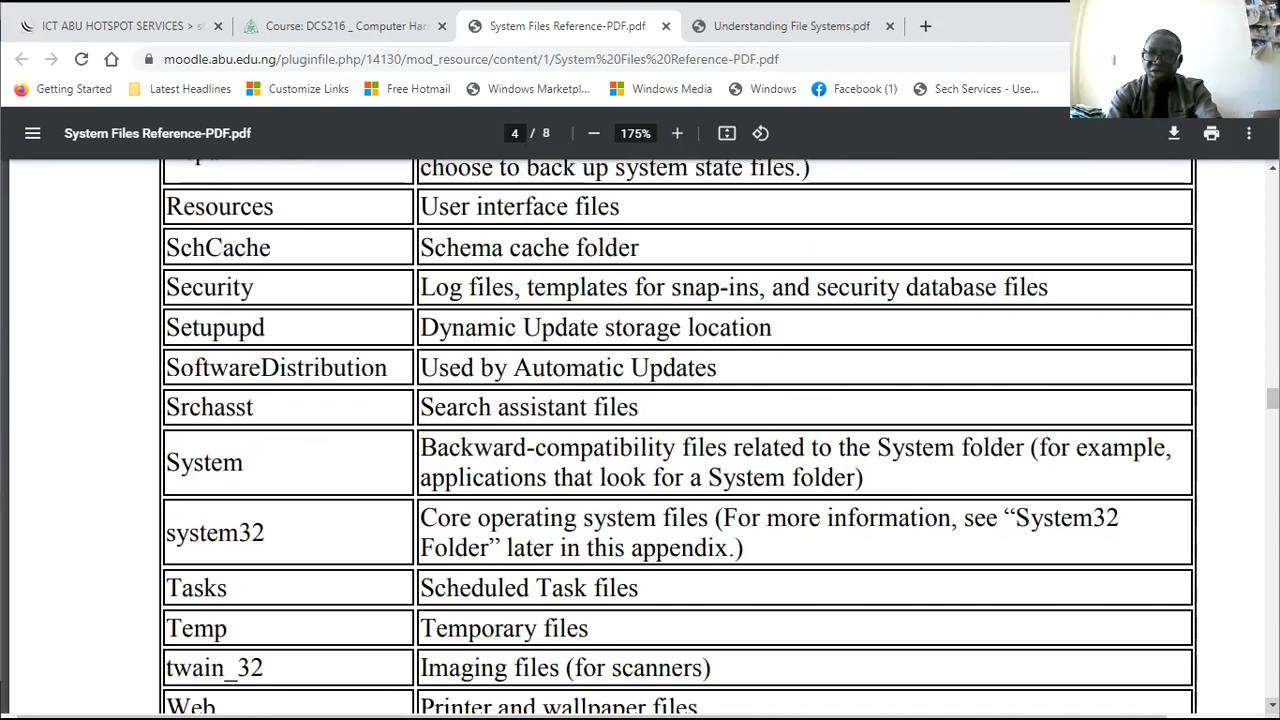 ICT ABU HOTSPOT SERVICES > s
Course: DCS216 _ Computer Har
System Files Reference-PDF.pdf
Understanding File Systems.pdf
moodle.abu.edu.ng/pluginfile.php/14130/mod_resource/content/1/System%20Files%20Reference-PDF.pdf
Getting Started
Latest Headlines
Customize Links
Free Hotmail
Windows Marketpl...
Windows Media
Windows
Facebook (1)
Sech Services - Use...
System Files Reference-PDF.pdf
4 / 8
175%
choose to back up system state files.)
Resources
User interface files
SchCache
Schema cache folder
Security
Log files, templates for snap-ins, and security database files
Setupupd
Dynamic Update storage location
SoftwareDistribution
Used by Automatic Updates
Srchasst
Search assistant files
System
Backward-compatibility files related to the System folder (for example,
applications that look for a System folder)
system32
Core operating system files (For more information, see “System32
Folder” later in this appendix.)
Tasks
Scheduled Task files
Temp
Temporary files
twain_32
Imaging files (for scanners)
Web
Printer and wallpaper files